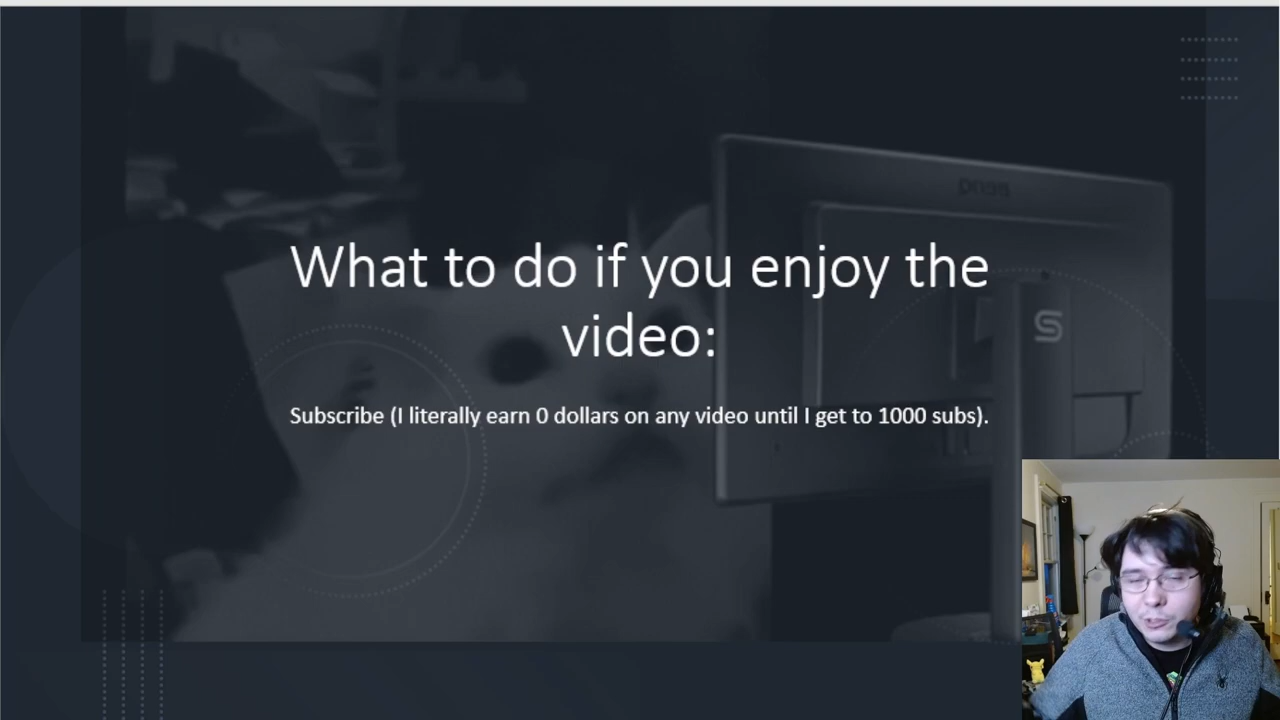 What to do if you enjoy the
video:
Subscribe (I literally earn 0 dollars on any video until I get to 1000 subs).